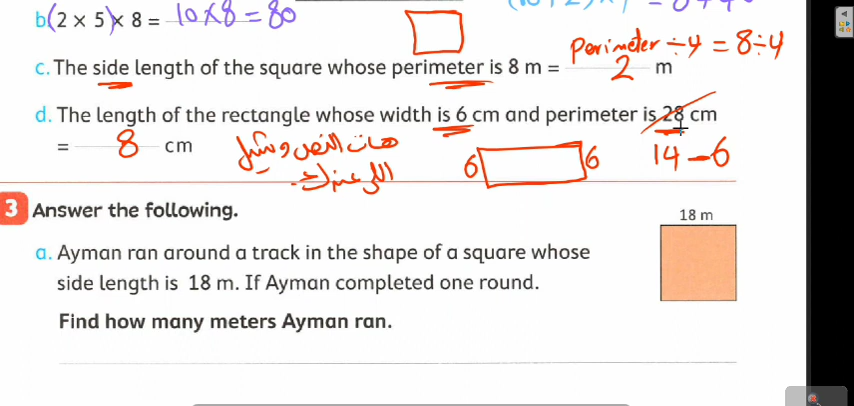 b(2 × 5) × 8 = 10 × 8 = 80
Perimeter ÷ 4 = 8 ÷ 4
c. The side length of the square whose perimeter is 8 m = 2 m
d. The length of the rectangle whose width is 6 cm and perimeter is 28 cm
= 8 cm
هات النص وشيل
اللي عندك
6 6
14 - 6
3 Answer the following.
18 m
a. Ayman ran around a track in the shape of a square whose
side length is 18 m. If Ayman completed one round.
Find how many meters Ayman ran.